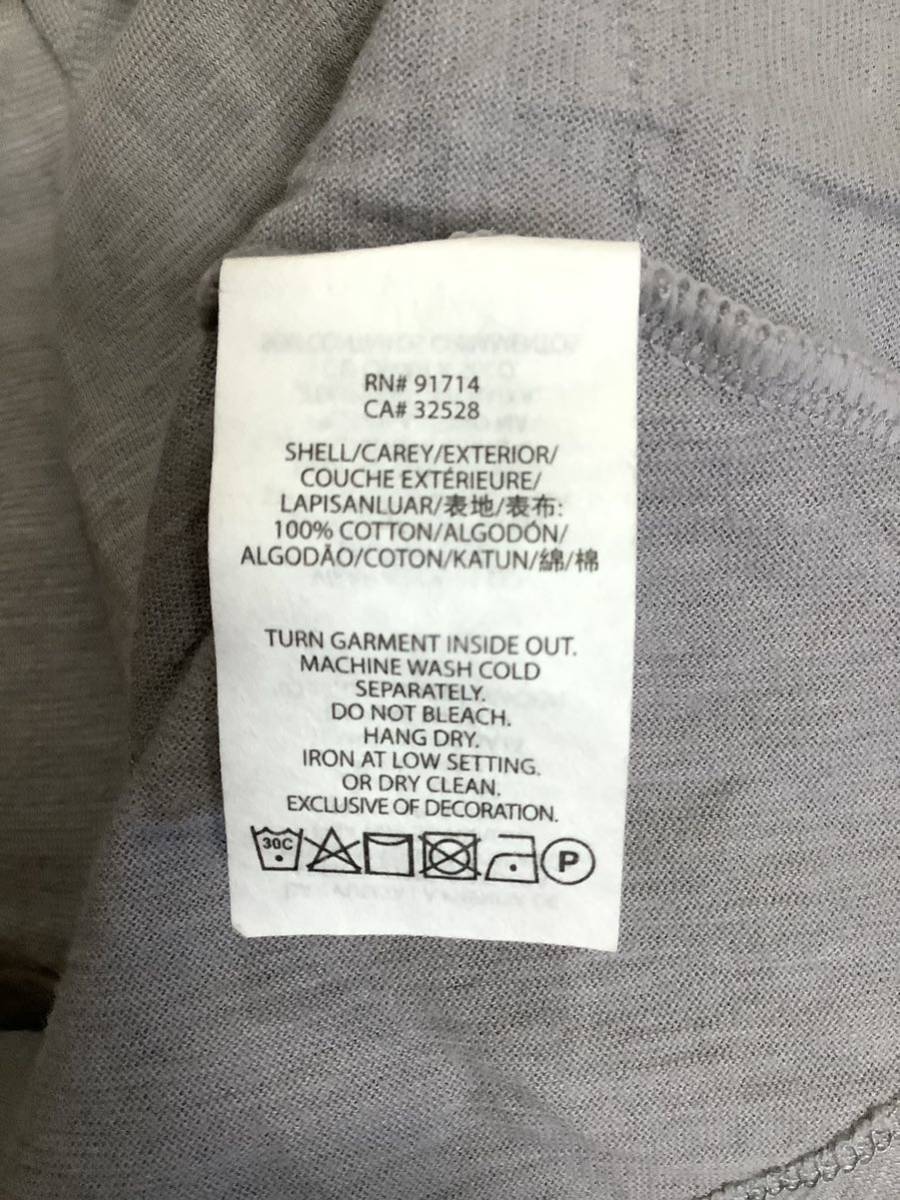 RN# 91714
CA# 32528
SHELL/CAREY/EXTERIOR/
COUCHE EXTÉRIEURE/
LAPISANLUAR/表地/表布:
100% COTTON/ALGODÓN/
ALGODÃO/COTON/KATUN/綿/棉
TURN GARMENT INSIDE OUT.
MACHINE WASH COLD
SEPARATELY.
DO NOT BLEACH.
HANG DRY.
IRON AT LOW SETTING.
OR DRY CLEAN.
EXCLUSIVE OF DECORATION.
30C P